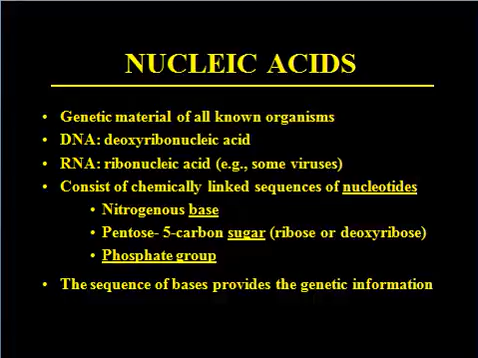 NUCLEIC ACIDS
• Genetic material of all known organisms
• DNA: deoxyribonucleic acid
• RNA: ribonucleic acid (e.g., some viruses)
• Consist of chemically linked sequences of nucleotides
• Nitrogenous base
• Pentose- 5-carbon sugar (ribose or deoxyribose)
• Phosphate group
• The sequence of bases provides the genetic information